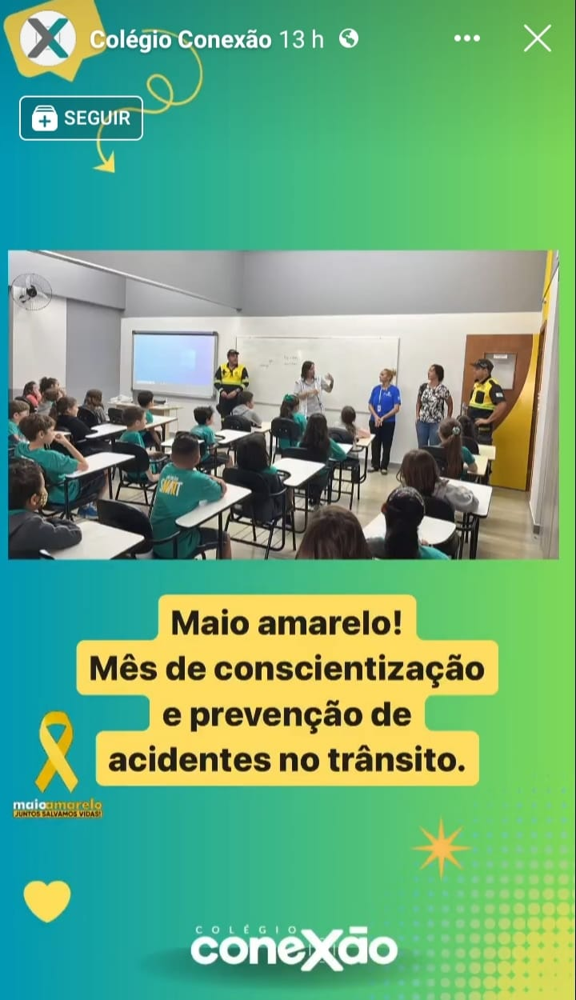 Colégio Conexão 13 h
SEGUIR
SMART
Maio amarelo!
Mês de conscientização
e prevenção de
acidentes no trânsito.
maioamarelo
JUNTOS SALVAMOS VIDAS!
COLÉGIO
coneXão